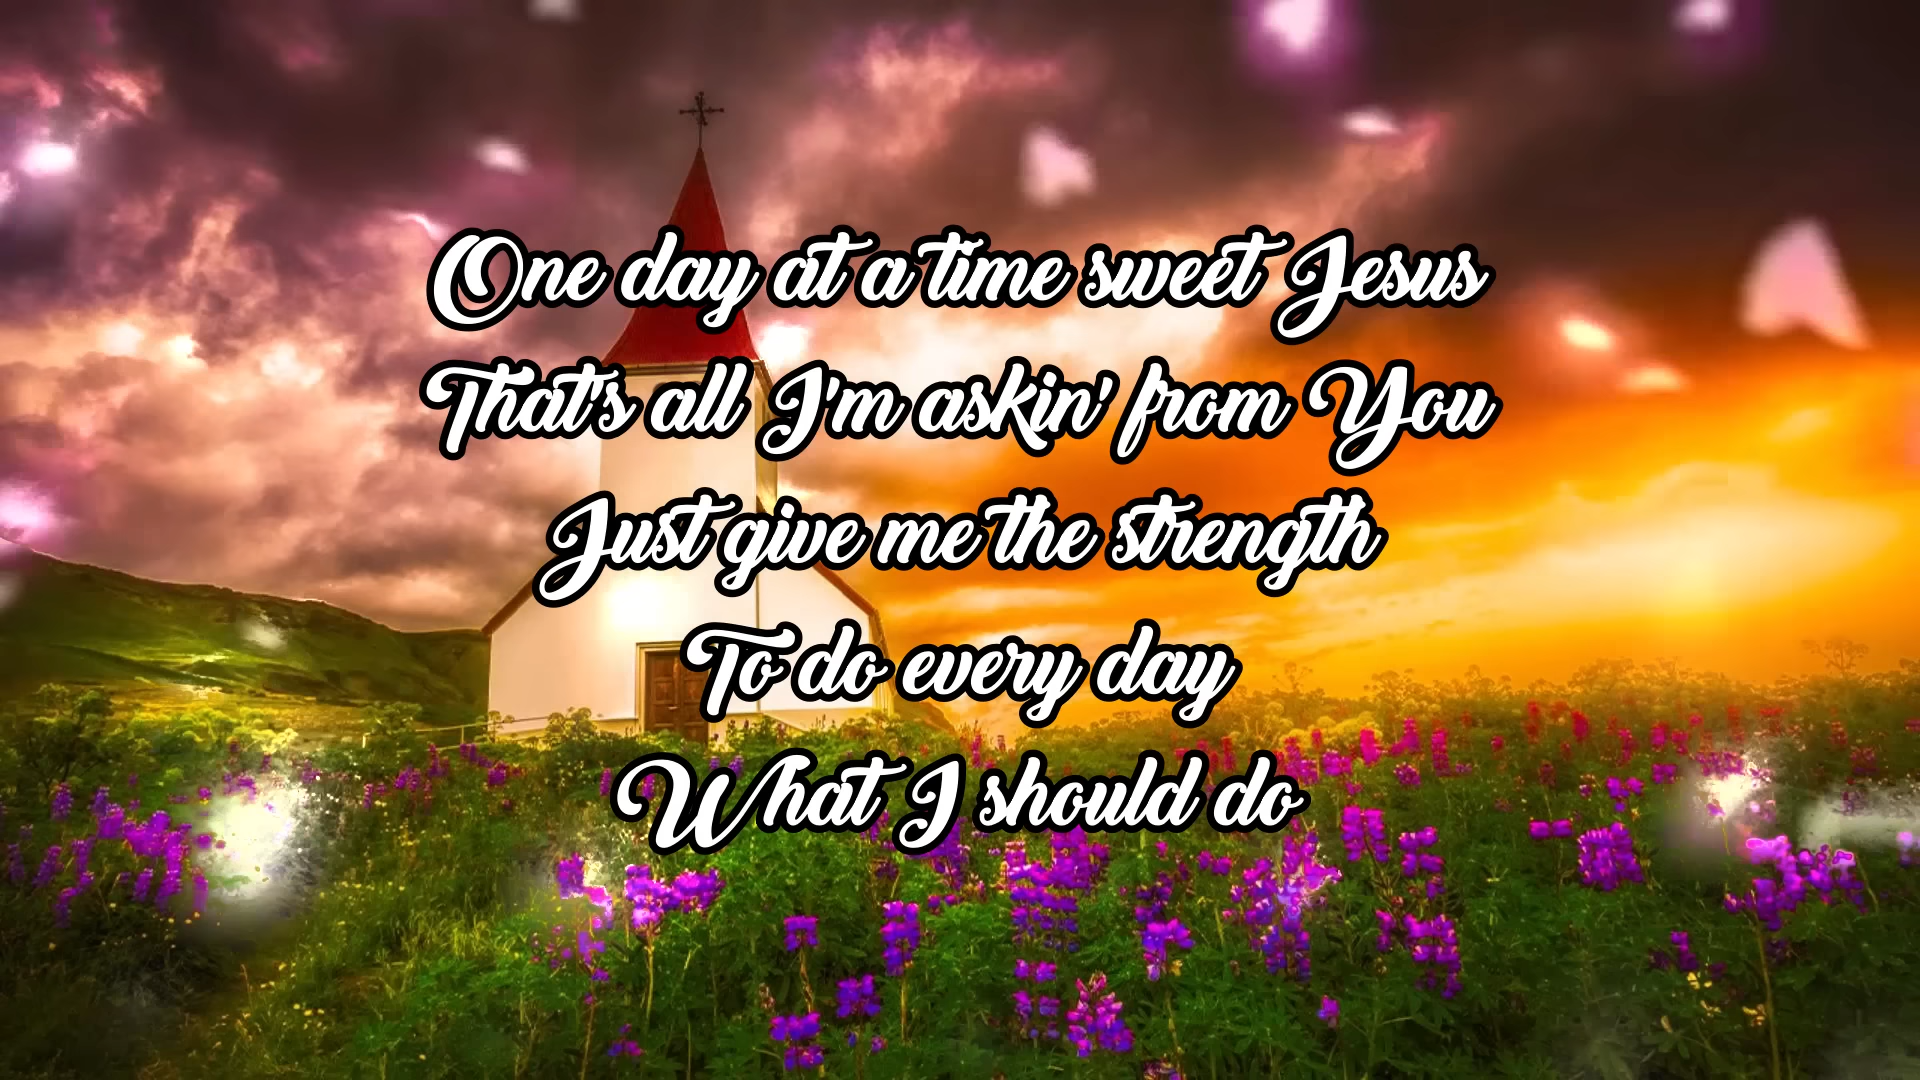 One day at a time sweet Jesus
That's all I'm askin' from You
Just give me the strength
To do every day
What I should do